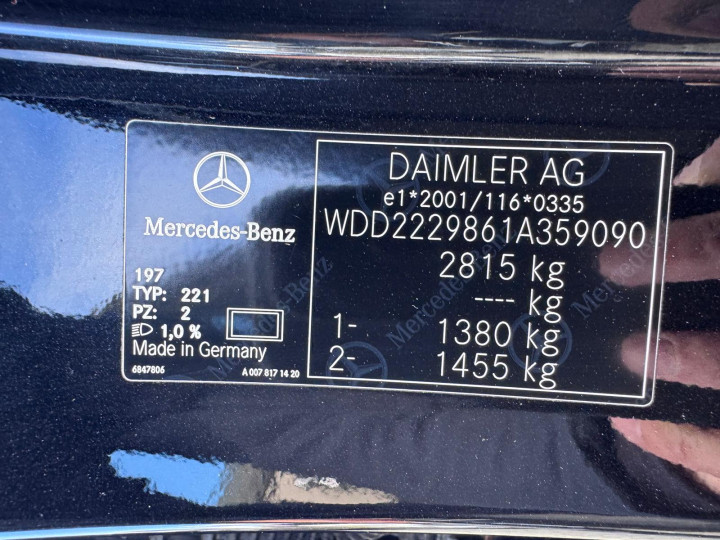 Mercedes-Benz
197
TYP: 221
PZ: 2
1,0 %
Made in Germany
6847806
A 007 817 14 20
DAIMLER AG
e1*2001/116*0335
WDD2229861A359090
2815 kg
---- kg
1- 1380 kg
2- 1455 kg